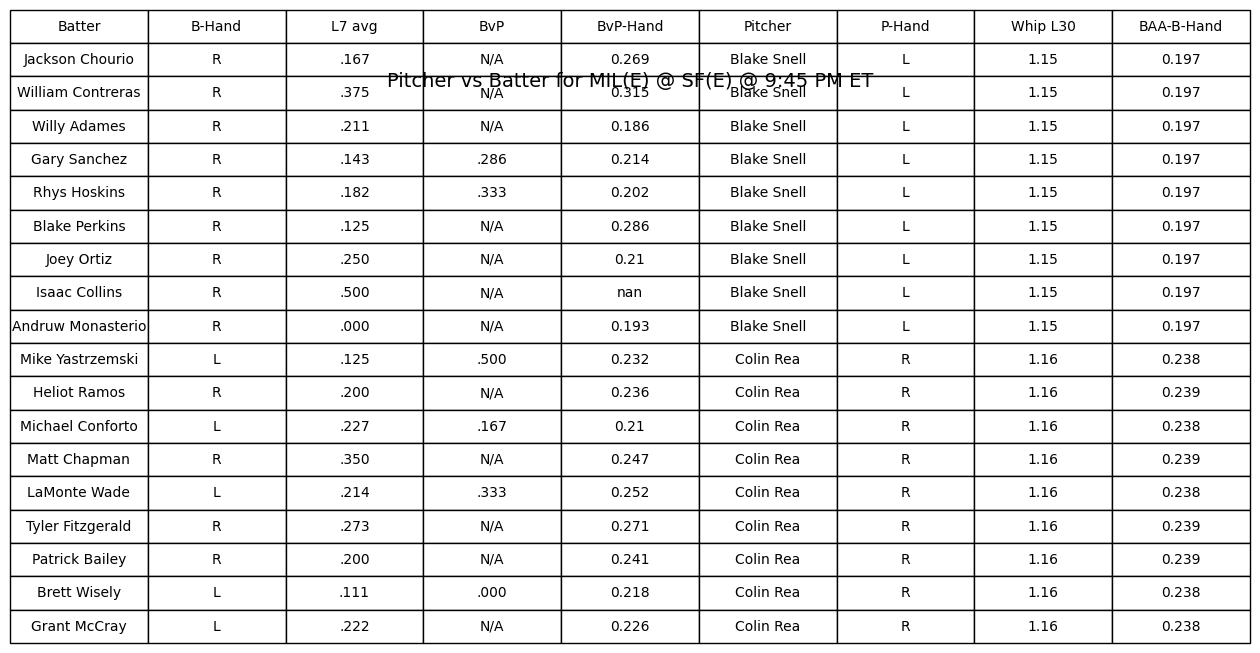 Batter B-Hand L7 avg BvP BvP-Hand Pitcher P-Hand Whip L30 BAA-B-Hand
Jackson Chourio R .167 N/A 0.269 Blake Snell L 1.15 0.197
Pitcher vs Batter for MIL(E) @ SF(E) @ 9:45 PM ET
William Contreras R .375 N/A 0.315 Blake Snell L 1.15 0.197
Willy Adames R .211 N/A 0.186 Blake Snell L 1.15 0.197
Gary Sanchez R .143 .286 0.214 Blake Snell L 1.15 0.197
Rhys Hoskins R .182 .333 0.202 Blake Snell L 1.15 0.197
Blake Perkins R .125 N/A 0.286 Blake Snell L 1.15 0.197
Joey Ortiz R .250 N/A 0.21 Blake Snell L 1.15 0.197
Isaac Collins R .500 N/A nan Blake Snell L 1.15 0.197
Andruw Monasterio R .000 N/A 0.193 Blake Snell L 1.15 0.197
Mike Yastrzemski L .125 .500 0.232 Colin Rea R 1.16 0.238
Heliot Ramos R .200 N/A 0.236 Colin Rea R 1.16 0.239
Michael Conforto L .227 .167 0.21 Colin Rea R 1.16 0.238
Matt Chapman R .350 N/A 0.247 Colin Rea R 1.16 0.239
LaMonte Wade L .214 .333 0.252 Colin Rea R 1.16 0.238
Tyler Fitzgerald R .273 N/A 0.271 Colin Rea R 1.16 0.239
Patrick Bailey R .200 N/A 0.241 Colin Rea R 1.16 0.239
Brett Wisely L .111 .000 0.218 Colin Rea R 1.16 0.238
Grant McCray L .222 N/A 0.226 Colin Rea R 1.16 0.238